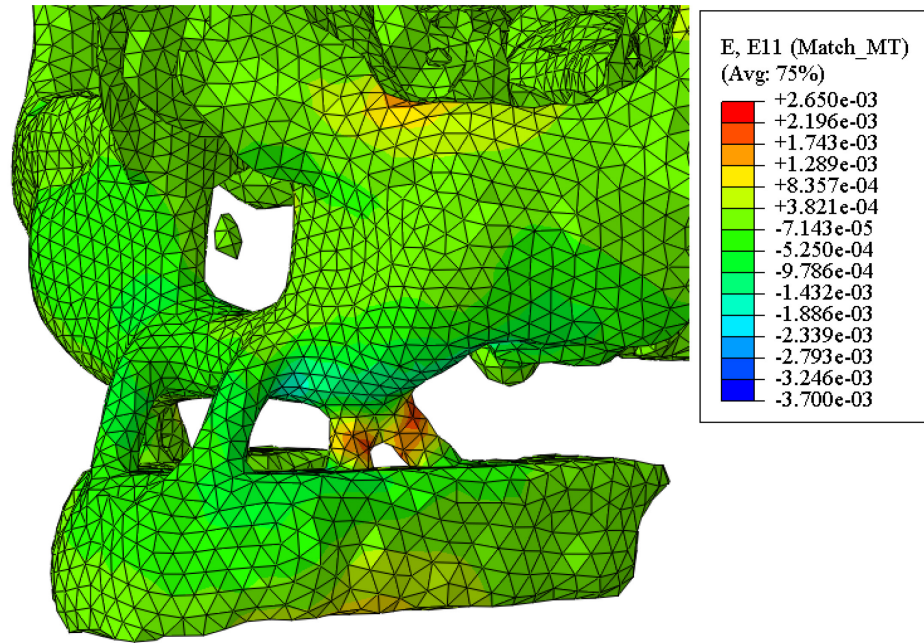 E, E11 (Match_MT)
(Avg: 75%)
+2.650e-03
+2.196e-03
+1.743e-03
+1.289e-03
+8.357e-04
+3.821e-04
-7.143e-05
-5.250e-04
-9.786e-04
-1.432e-03
-1.886e-03
-2.339e-03
-2.793e-03
-3.246e-03
-3.700e-03